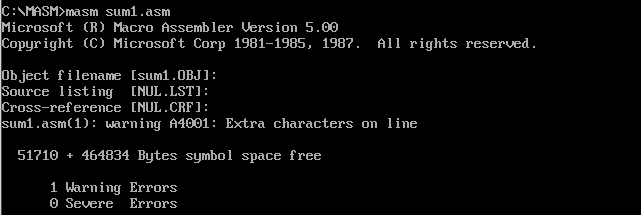 C:\MASM>masm sum1.asm
Microsoft (R) Macro Assembler Version 5.00
Copyright (C) Microsoft Corp 1981-1985, 1987.  All rights reserved.
Object filename [sum1.OBJ]:
Source listing  [NUL.LST]:
Cross-reference [NUL.CRF]:
sum1.asm(1): warning A4001: Extra characters on line
51710 + 464834 Bytes symbol space free
1 Warning Errors
0 Severe  Errors